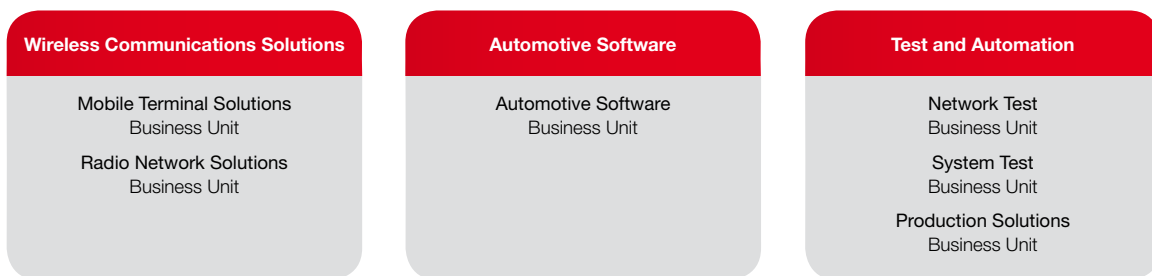 Wireless Communications Solutions
Mobile Terminal Solutions
Business Unit
Radio Network Solutions
Business Unit
Automotive Software
Automotive Software
Business Unit
Test and Automation
Network Test
Business Unit
System Test
Business Unit
Production Solutions
Business Unit